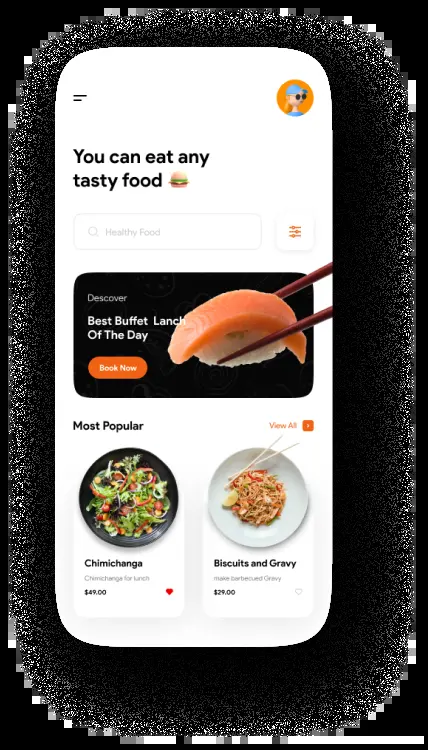 You can eat any
tasty food 🍔
Healthy Food
Descover
Best Buffet Lanch
Of The Day
Book Now
Most Popular
View All
Chimichanga
Chimichanga for lunch
$49.00
Biscuits and Gravy
make barbecued Gravy
$29.00